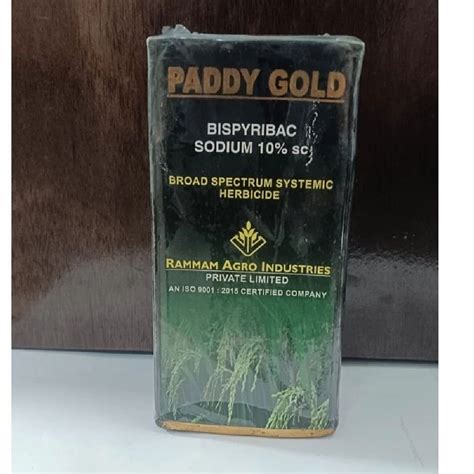 PADDY GOLD
BISPYRIBAC
SODIUM 10% SC
BROAD SPECTRUM SYSTEMIC
HERBICIDE
RAMMAM AGRO INDUSTRIES
PRIVATE LIMITED
AN ISO 9001 : 2015 CERTIFIED COMPANY